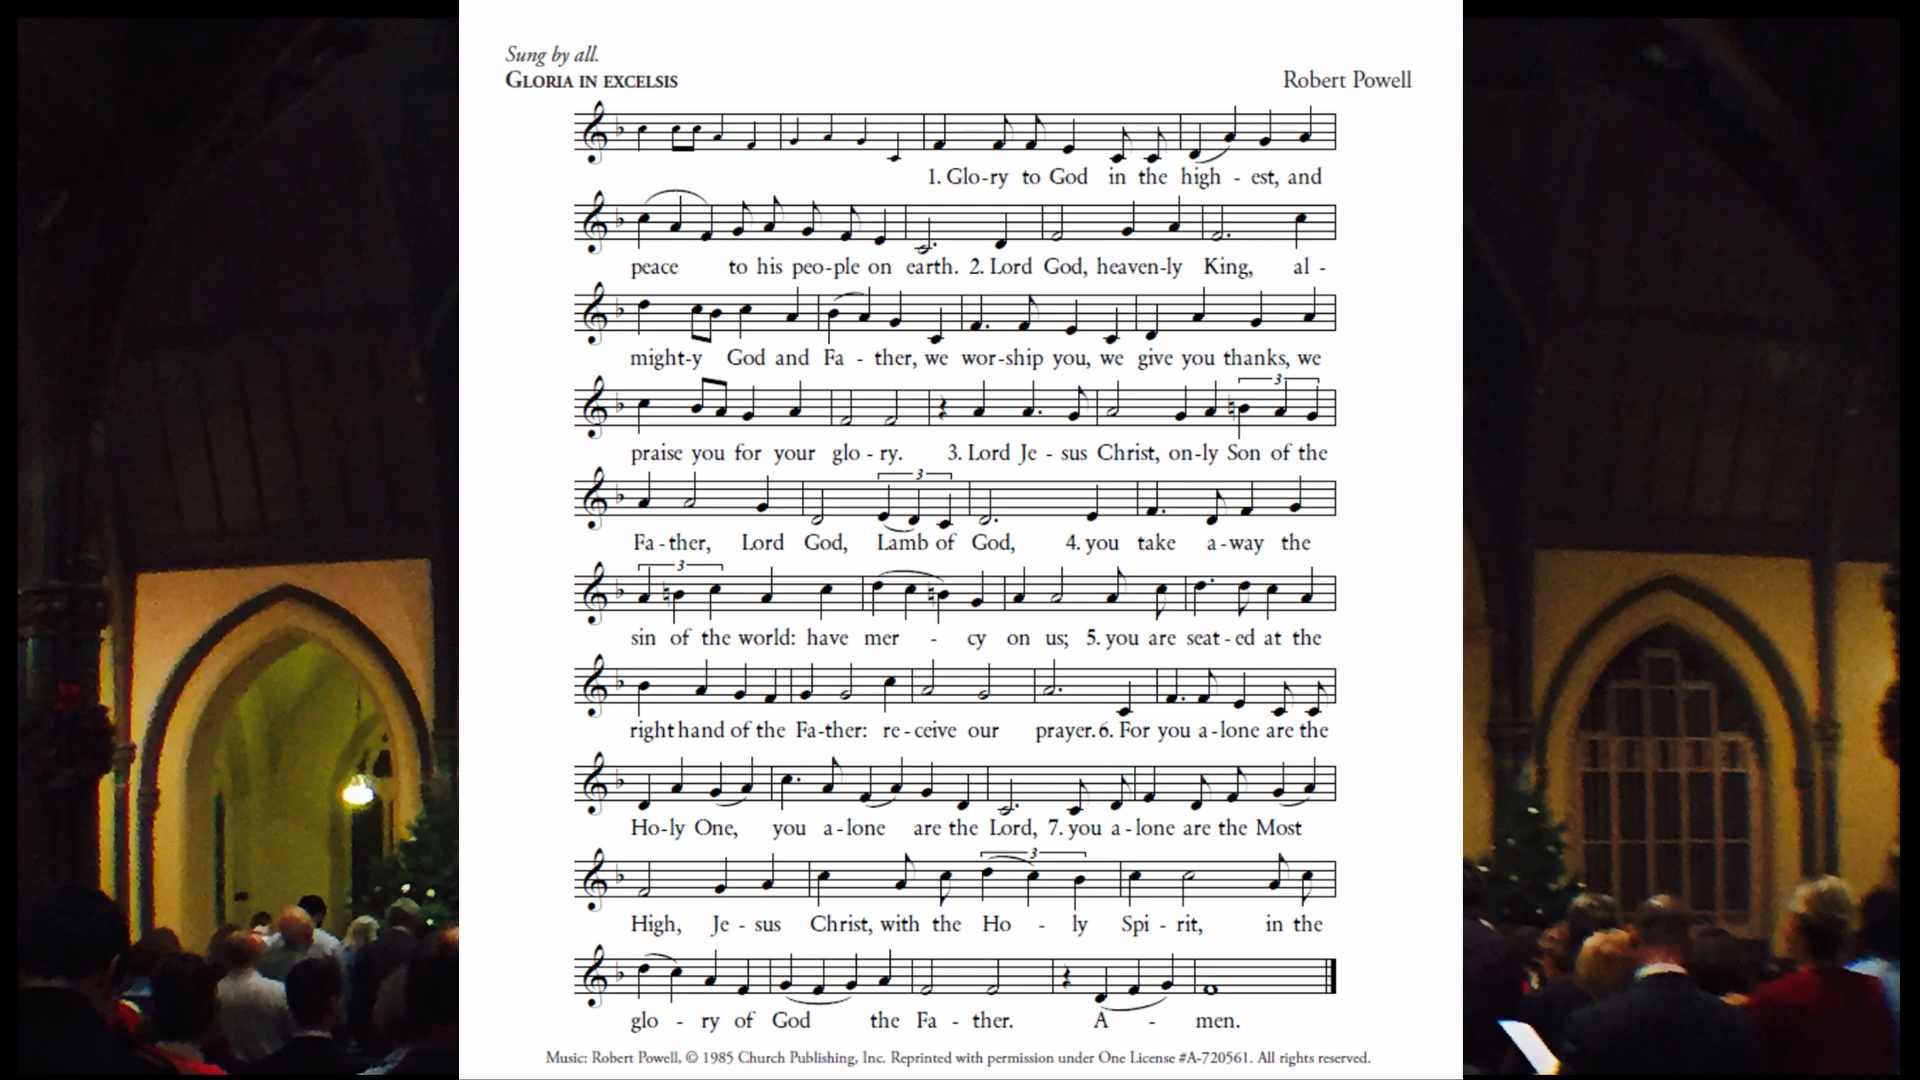 Sung by all.
GLORIA IN EXCELSIS
Robert Powell
1. Glo-ry to God in the high - est, and
peace to his peo-ple on earth. 2. Lord God, heaven-ly King, al -
might-y God and Fa - ther, we wor-ship you, we give you thanks, we
3
praise you for your glo - ry. 3. Lord Je - sus Christ, on-ly Son of the
3
Fa - ther, Lord God, Lamb of God, 4. you take a-way the
3
sin of the world: have mer - cy on us; 5. you are seat - ed at the
right hand of the Fa-ther: re - ceive our prayer. 6. For you a-lone are the
Ho-ly One, you a-lone are the Lord, 7. you a-lone are the Most
3
High, Je - sus Christ, with the Ho - ly Spi - rit, in the
glo - ry of God the Fa - ther. A - men.
Music: Robert Powell, © 1985 Church Publishing, Inc. Reprinted with permission under One License #A-720561. All rights reserved.